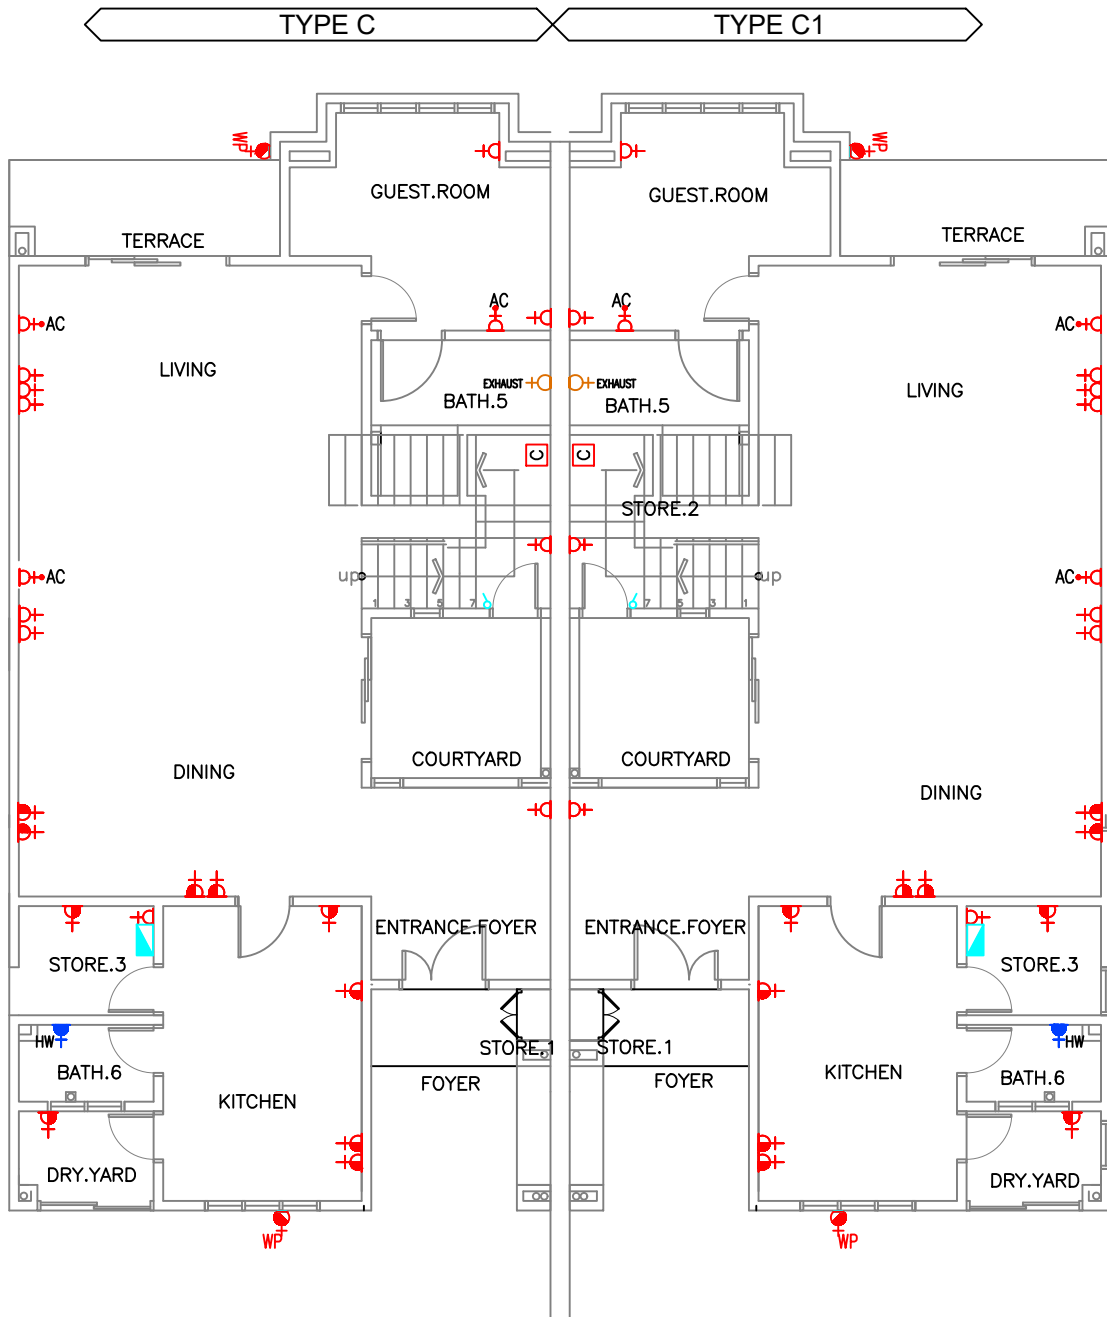 TYPE C TYPE C1
WP WP
GUEST.ROOM GUEST.ROOM
TERRACE TERRACE
AC AC
AC AC
LIVING LIVING
EXHAUST EXHAUST
BATH.5 BATH.5
C C
STORE.2
AC AC
up up
1 3 5 7 7 5 3 1
COURTYARD COURTYARD
DINING DINING
ENTRANCE.FOYER ENTRANCE.FOYER
STORE.3 STORE.3
HW HW
STORE.1 STORE.1
BATH.6 FOYER FOYER KITCHEN BATH.6
KITCHEN
DRY.YARD DRY.YARD
WP WP